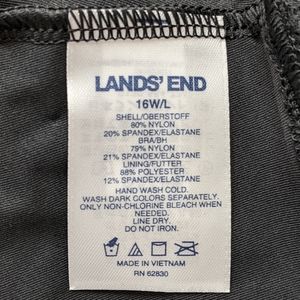 LANDS' END
16W/L
SHELL/OBERSTOFF
80% NYLON
20% SPANDEX/ELASTANE
BRA/BH
79% NYLON
21% SPANDEX/ELASTANE
LINING/FUTTER
88% POLYESTER
12% SPANDEX/ELASTANE
HAND WASH COLD.
WASH DARK COLORS SEPARATELY.
ONLY NON-CHLORINE BLEACH WHEN
NEEDED.
LINE DRY.
DO NOT IRON.
MADE IN VIETNAM
RN 62830